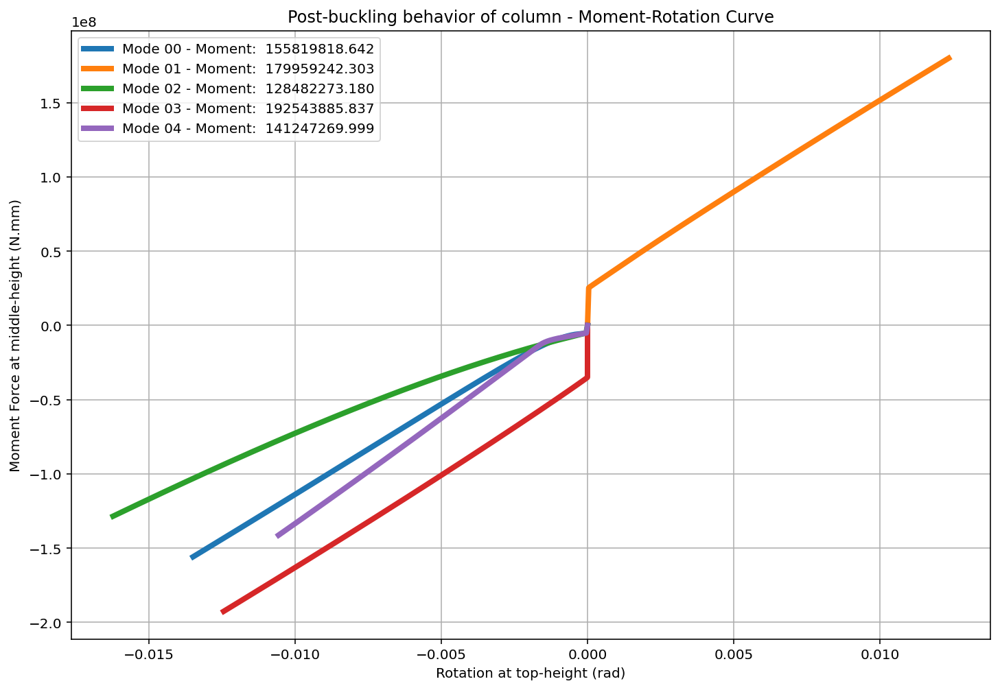 Post-buckling behavior of column - Moment-Rotation Curve
1e8
Mode 00 - Moment:  155819818.642
Mode 01 - Moment:  179959242.303
Mode 02 - Moment:  128482273.180
Mode 03 - Moment:  192543885.837
Mode 04 - Moment:  141247269.999
1.5
1.0
0.5
0.0
−0.5
−1.0
−1.5
−2.0
Moment Force at middle-height (N.mm)
−0.015 −0.010 −0.005 0.000 0.005 0.010
Rotation at top-height (rad)